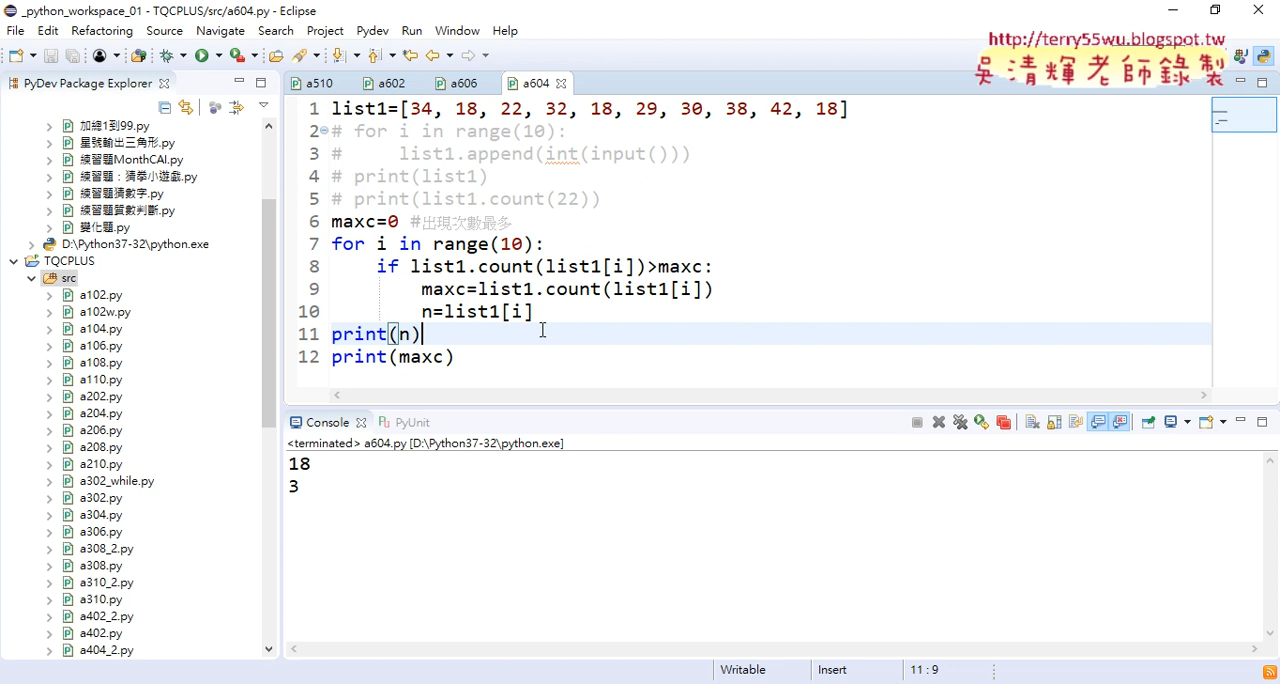 _python_workspace_01 - TQCPLUS/src/a604.py - Eclipse
File Edit Refactoring Source Navigate Search Project Pydev Run Window Help
http://terry55wu.blogspot.tw
吳清輝老師錄製
PyDev Package Explorer
a510 a602 a606 a604
加總1到99.py
星號輸出三角形.py
練習題MonthCAl.py
練習題：猜拳小遊戲.py
練習題猜數字.py
練習題質數判斷.py
變化題.py
D:\Python37-32\python.exe
TQCPLUS
src
a102.py
a102w.py
a104.py
a106.py
a108.py
a110.py
a202.py
a204.py
a206.py
a208.py
a210.py
a302_while.py
a302.py
a304.py
a306.py
a308_2.py
a308.py
a310_2.py
a310.py
a402_2.py
a402.py
a404_2.py
1 list1=[34, 18, 22, 32, 18, 29, 30, 38, 42, 18]
2 # for i in range(10):
3 #     list1.append(int(input()))
4 # print(list1)
5 # print(list1.count(22))
6 maxc=0 #出現次數最多
7 for i in range(10):
8     if list1.count(list1[i])>maxc:
9         maxc=list1.count(list1[i])
10         n=list1[i]
11 print(n)
12 print(maxc)
Console PyUnit
<terminated> a604.py [D:\Python37-32\python.exe]
18
3
Writable Insert 11 : 9